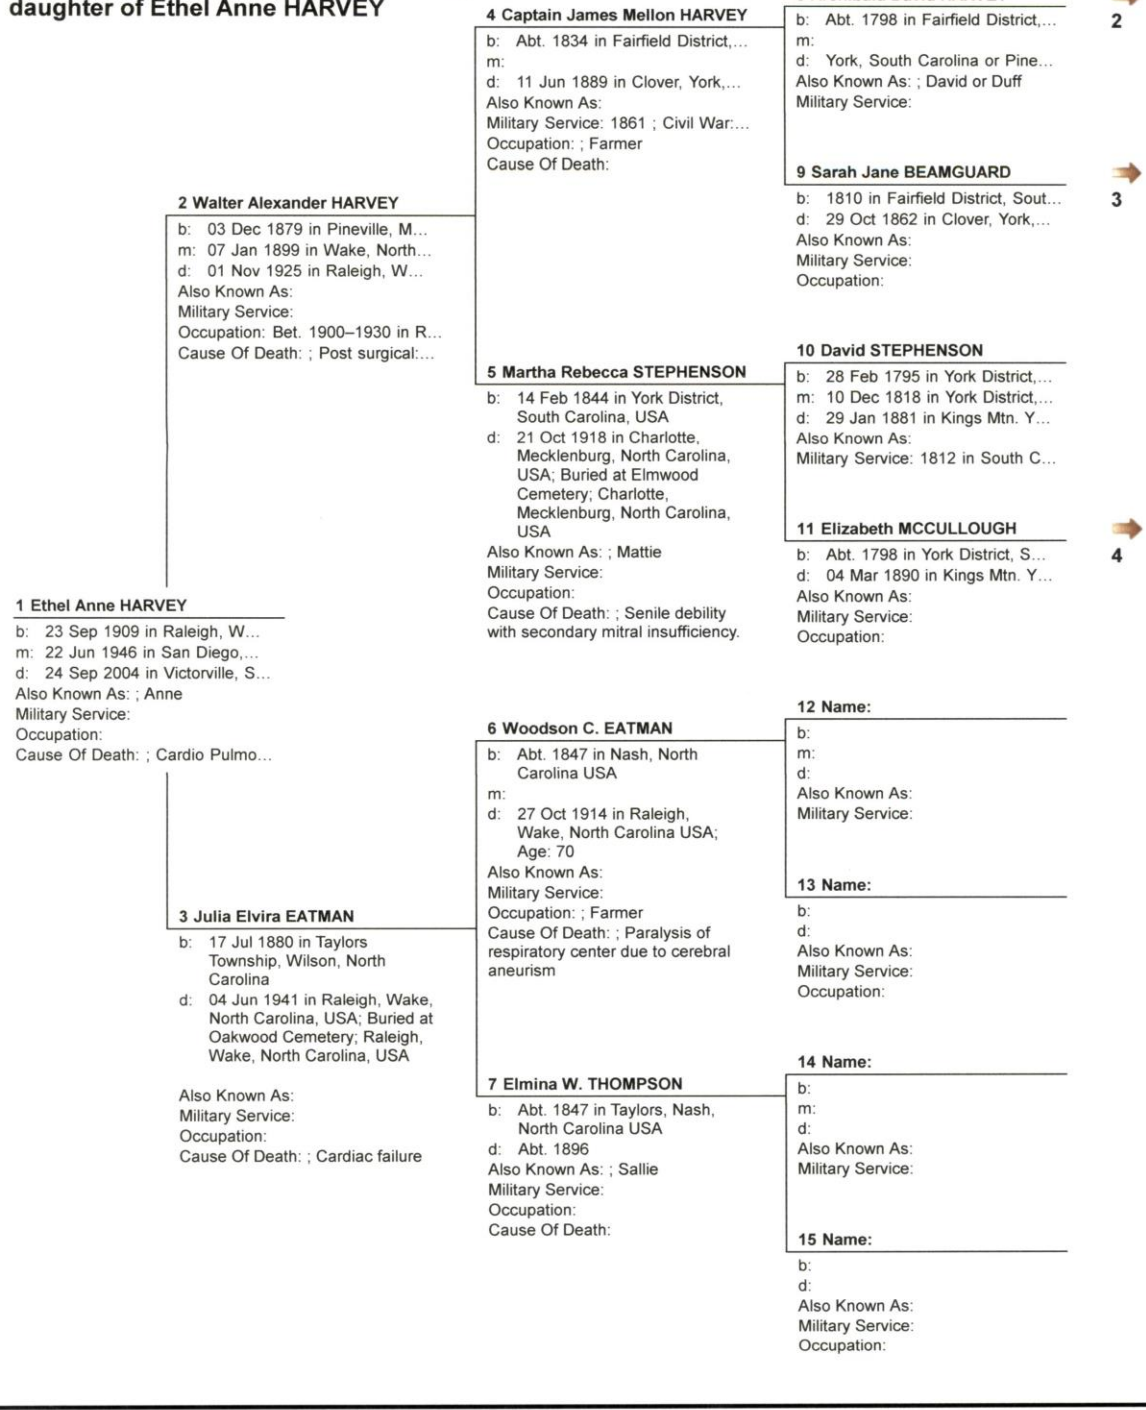 daughter of Ethel Anne HARVEY
4 Captain James Mellon HARVEY
b: Abt. 1834 in Fairfield District,...
m:
d: 11 Jun 1889 in Clover, York,...
Also Known As:
Military Service: 1861 ; Civil War:...
Occupation: ; Farmer
Cause Of Death:
b: Abt. 1798 in Fairfield District,...
m:
d: York, South Carolina or Pine...
Also Known As: ; David or Duff
Military Service:
2
9 Sarah Jane BEAMGUARD
b: 1810 in Fairfield District, Sout...
d: 29 Oct 1862 in Clover, York,...
Also Known As:
Military Service:
Occupation:
3
2 Walter Alexander HARVEY
b: 03 Dec 1879 in Pineville, M...
m: 07 Jan 1899 in Wake, North...
d: 01 Nov 1925 in Raleigh, W...
Also Known As:
Military Service:
Occupation: Bet. 1900–1930 in R...
Cause Of Death: ; Post surgical:...
5 Martha Rebecca STEPHENSON
b: 14 Feb 1844 in York District,
South Carolina, USA
d: 21 Oct 1918 in Charlotte,
Mecklenburg, North Carolina,
USA; Buried at Elmwood
Cemetery; Charlotte,
Mecklenburg, North Carolina,
USA
Also Known As: ; Mattie
Military Service:
Occupation:
Cause Of Death: ; Senile debility
with secondary mitral insufficiency.
10 David STEPHENSON
b: 28 Feb 1795 in York District,...
m: 10 Dec 1818 in York District,...
d: 29 Jan 1881 in Kings Mtn. Y...
Also Known As:
Military Service: 1812 in South C...
11 Elizabeth MCCULLOUGH
b: Abt. 1798 in York District, S...
d: 04 Mar 1890 in Kings Mtn. Y...
Also Known As:
Military Service:
Occupation:
4
1 Ethel Anne HARVEY
b: 23 Sep 1909 in Raleigh, W...
m: 22 Jun 1946 in San Diego,...
d: 24 Sep 2004 in Victorville, S...
Also Known As: ; Anne
Military Service:
Occupation:
Cause Of Death: ; Cardio Pulmo...
6 Woodson C. EATMAN
b: Abt. 1847 in Nash, North
Carolina USA
m:
d: 27 Oct 1914 in Raleigh,
Wake, North Carolina USA;
Age: 70
Also Known As:
Military Service:
Occupation: ; Farmer
Cause Of Death: ; Paralysis of
respiratory center due to cerebral
aneurism
12 Name:
b:
m:
d:
Also Known As:
Military Service:
13 Name:
b:
d:
Also Known As:
Military Service:
Occupation:
3 Julia Elvira EATMAN
b: 17 Jul 1880 in Taylors
Township, Wilson, North
Carolina
d: 04 Jun 1941 in Raleigh, Wake,
North Carolina, USA; Buried at
Oakwood Cemetery; Raleigh,
Wake, North Carolina, USA
Also Known As:
Military Service:
Occupation:
Cause Of Death: ; Cardiac failure
7 Elmina W. THOMPSON
b: Abt. 1847 in Taylors, Nash,
North Carolina USA
d: Abt. 1896
Also Known As: ; Sallie
Military Service:
Occupation:
Cause Of Death:
14 Name:
b:
m:
d:
Also Known As:
Military Service:
15 Name:
b:
d:
Also Known As:
Military Service:
Occupation: